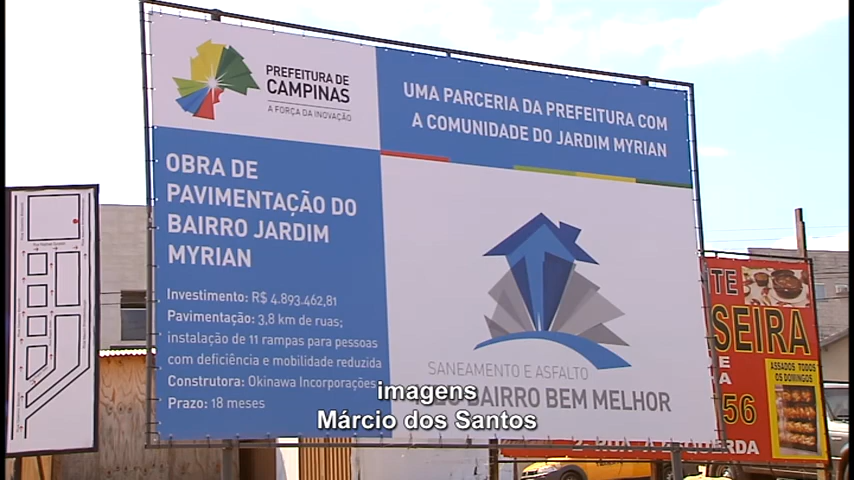 PREFEITURA DE
CAMPINAS
A FORÇA DA INOVAÇÃO
UMA PARCERIA DA PREFEITURA COM
A COMUNIDADE DO JARDIM MYRIAN
OBRA DE
PAVIMENTAÇÃO DO
BAIRRO JARDIM
MYRIAN
Investimento: R$ 4.893.462,81
Pavimentação: 3,8 km de ruas;
instalação de 11 rampas para pessoas
com deficiência e mobilidade reduzida
Construtora: Okinawa Incorporações
Prazo: 18 meses
SANEAMENTO E ASFALTO
BAIRRO BEM MELHOR
imagens
Márcio dos Santos
TE
SEIRA
E
A
56
ASSADOS TODOS
OS DOMINGOS
2ª RUA A